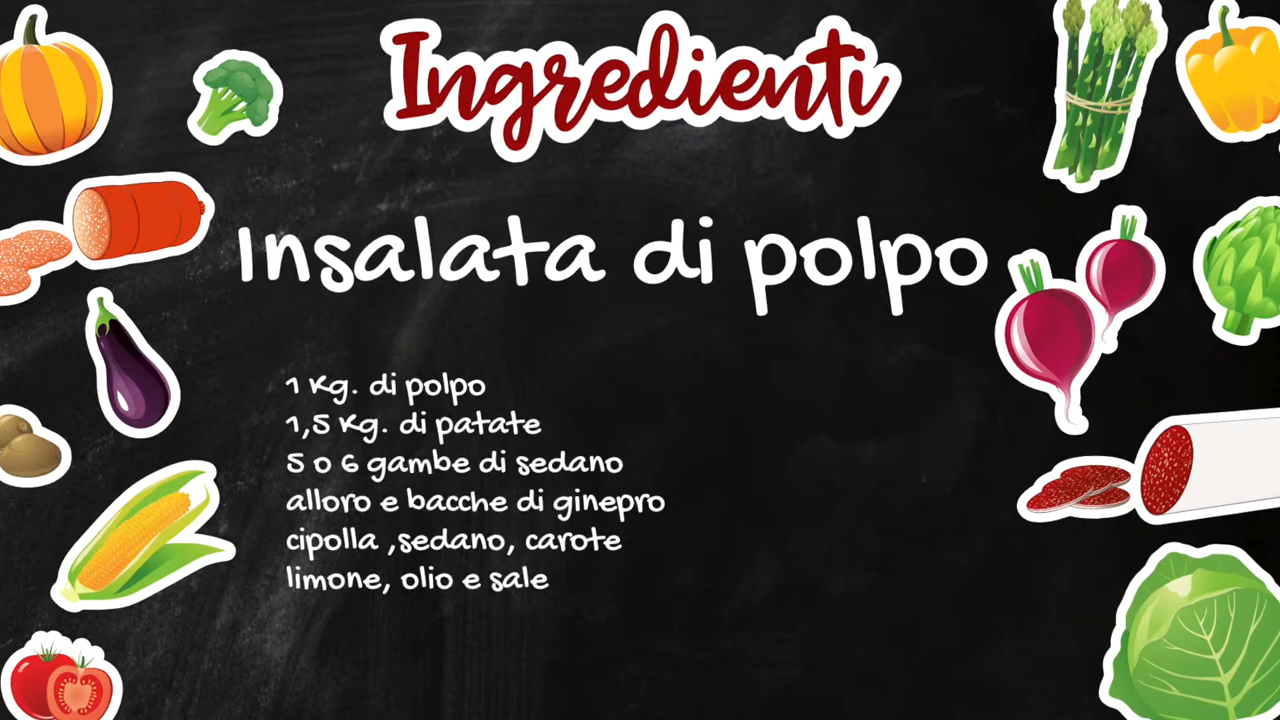 Ingredienti
Insalata di polpo
1 Kg. di polpo
1,5 Kg. di patate
5 o 6 gambe di sedano
alloro e bacche di ginepro
cipolla ,sedano, carote
limone, olio e sale